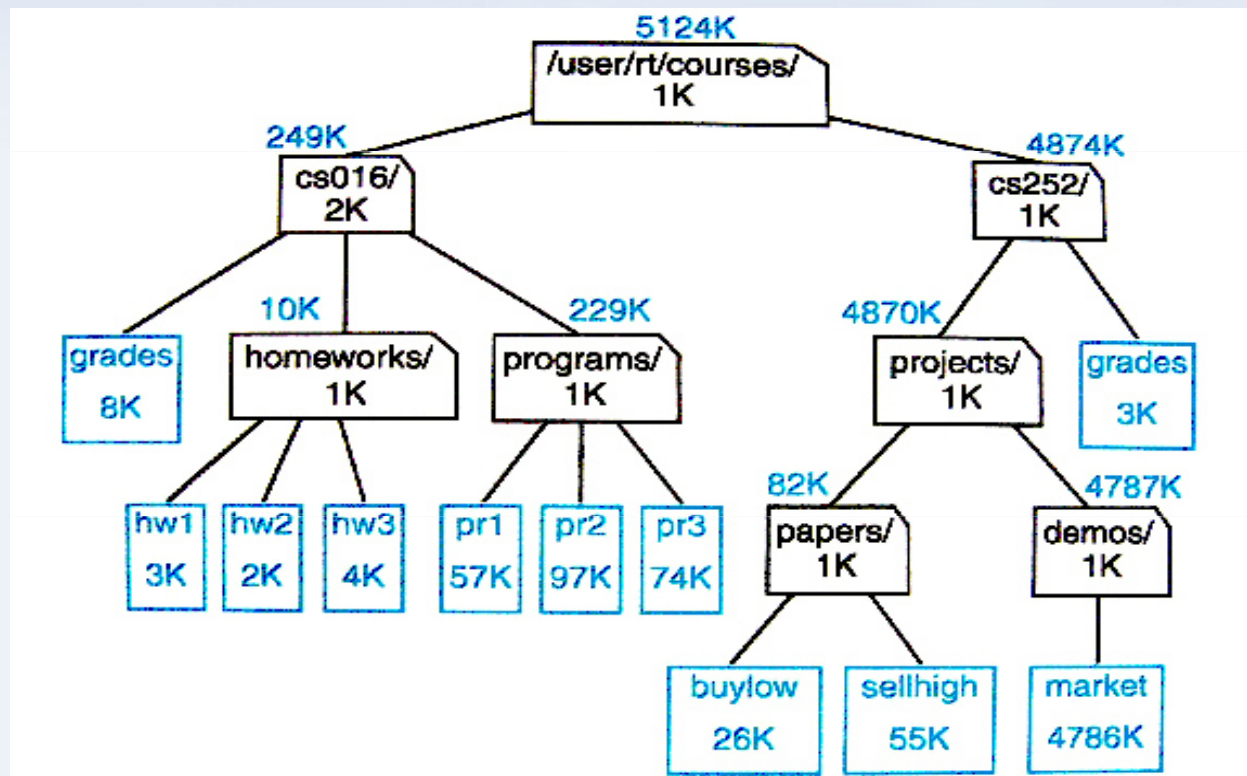 5124K
/user/rt/courses/
1K
249K
4874K
cs016/
2K
cs252/
1K
10K
229K
4870K
grades
8K
homeworks/
1K
programs/
1K
projects/
1K
grades
3K
82K
4787K
hw1
3K
hw2
2K
hw3
4K
pr1
57K
pr2
97K
pr3
74K
papers/
1K
demos/
1K
buylow
26K
sellhigh
55K
market
4786K